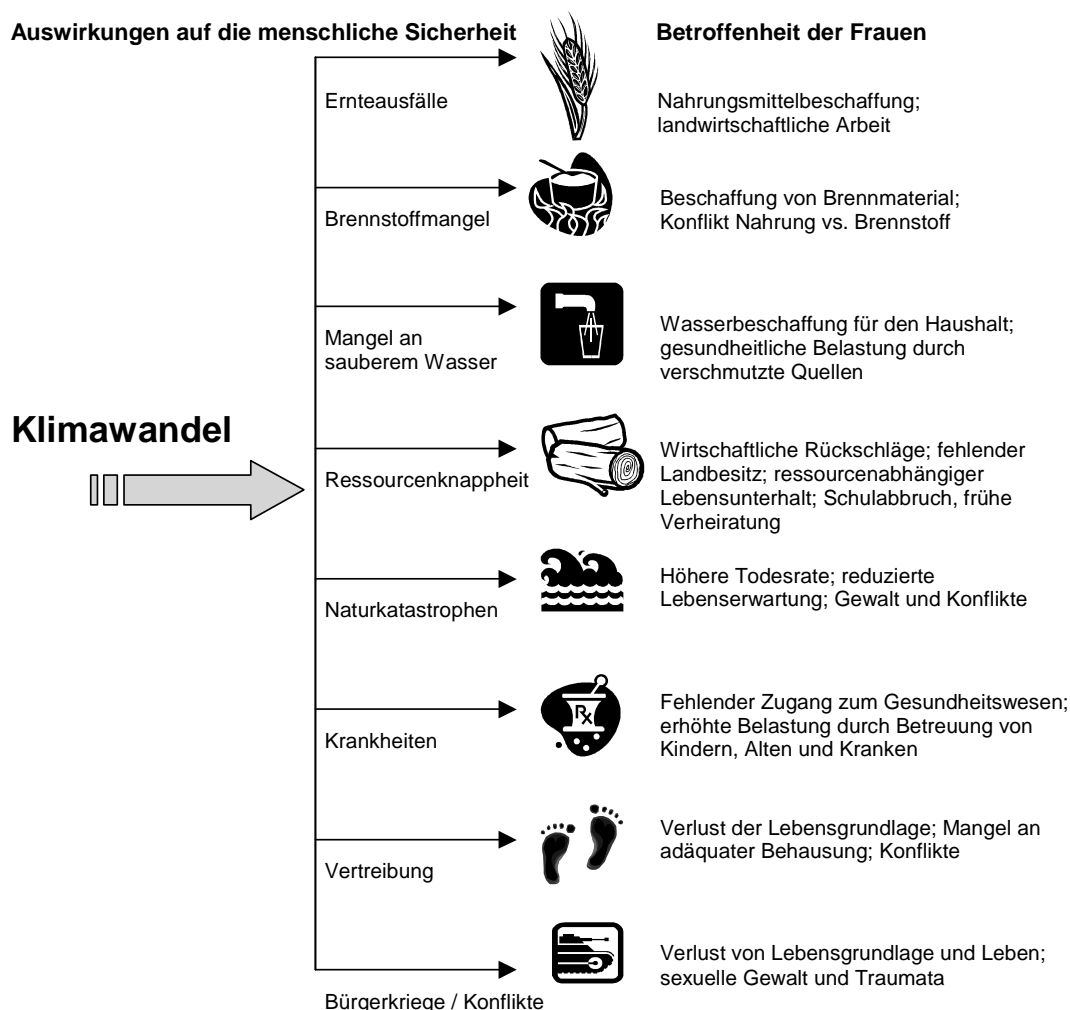 Auswirkungen auf die menschliche Sicherheit
Betroffenheit der Frauen
Ernteausfälle
Nahrungsmittelbeschaffung;
landwirtschaftliche Arbeit
Brennstoffmangel
Beschaffung von Brennmaterial;
Konflikt Nahrung vs. Brennstoff
Mangel an
sauberem Wasser
Wasserbeschaffung für den Haushalt;
gesundheitliche Belastung durch
verschmutzte Quellen
Klimawandel
Ressourcenknappheit
Wirtschaftliche Rückschläge; fehlender
Landbesitz; ressourcenabhängiger
Lebensunterhalt; Schulabbruch, frühe
Verheiratung
Naturkatastrophen
Höhere Todesrate; reduzierte
Lebenserwartung; Gewalt und Konflikte
Krankheiten
Rx
Fehlender Zugang zum Gesundheitswesen;
erhöhte Belastung durch Betreuung von
Kindern, Alten und Kranken
Vertreibung
Verlust der Lebensgrundlage; Mangel an
adäquater Behausung; Konflikte
Bürgerkriege / Konflikte
Verlust von Lebensgrundlage und Leben;
sexuelle Gewalt und Traumata